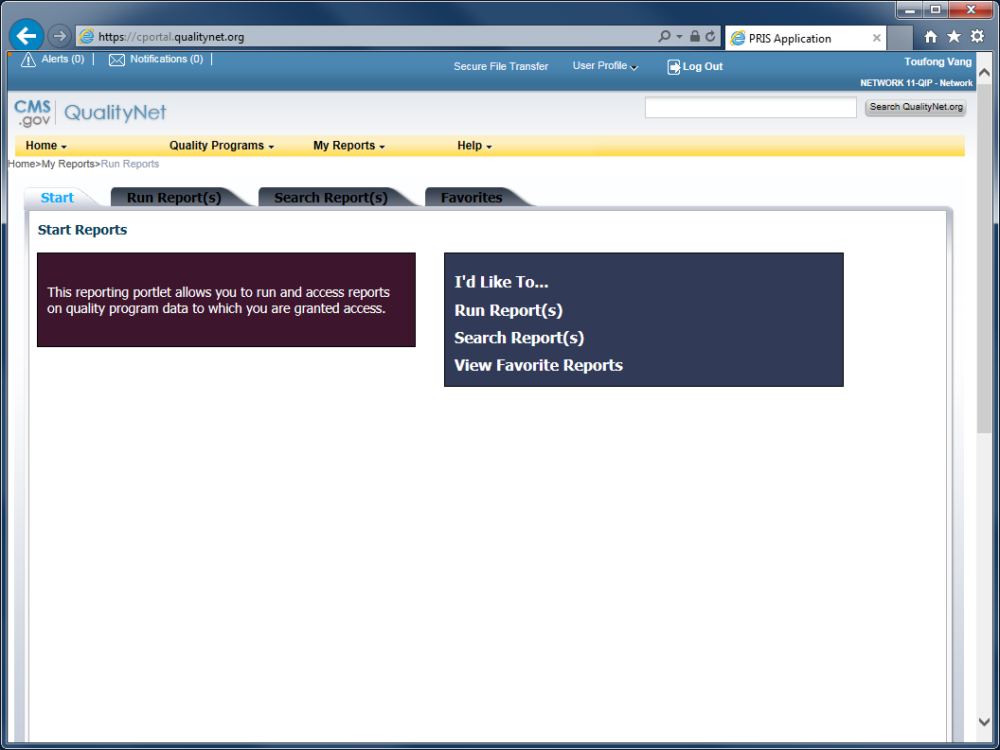 https://cportal.qualitynet.org
PRIS Application
Alerts (0)
Notifications (0)
Secure File Transfer
User Profile
Log Out
Toufong Vang
NETWORK 11-QIP - Network
CMS
.gov
QualityNet
Search QualityNet.org
Home
Quality Programs
My Reports
Help
Home>My Reports>Run Reports
Start
Run Report(s)
Search Report(s)
Favorites
Start Reports
This reporting portlet allows you to run and access reports
on quality program data to which you are granted access.
I'd Like To...
Run Report(s)
Search Report(s)
View Favorite Reports